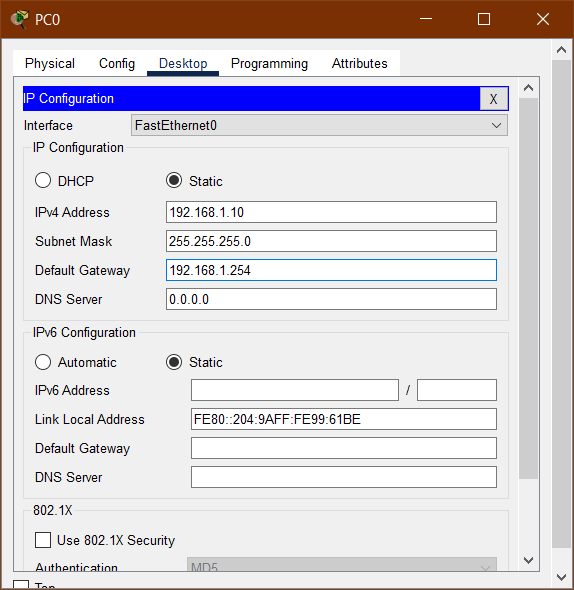 PC0
Physical Config Desktop Programming Attributes
IP Configuration X
Interface FastEthernet0
IP Configuration
DHCP Static
IPv4 Address 192.168.1.10
Subnet Mask 255.255.255.0
Default Gateway 192.168.1.254
DNS Server 0.0.0.0
IPv6 Configuration
Automatic Static
IPv6 Address /
Link Local Address FE80::204:9AFF:FE99:61BE
Default Gateway
DNS Server
802.1X
Use 802.1X Security
Authentication MD5
Top